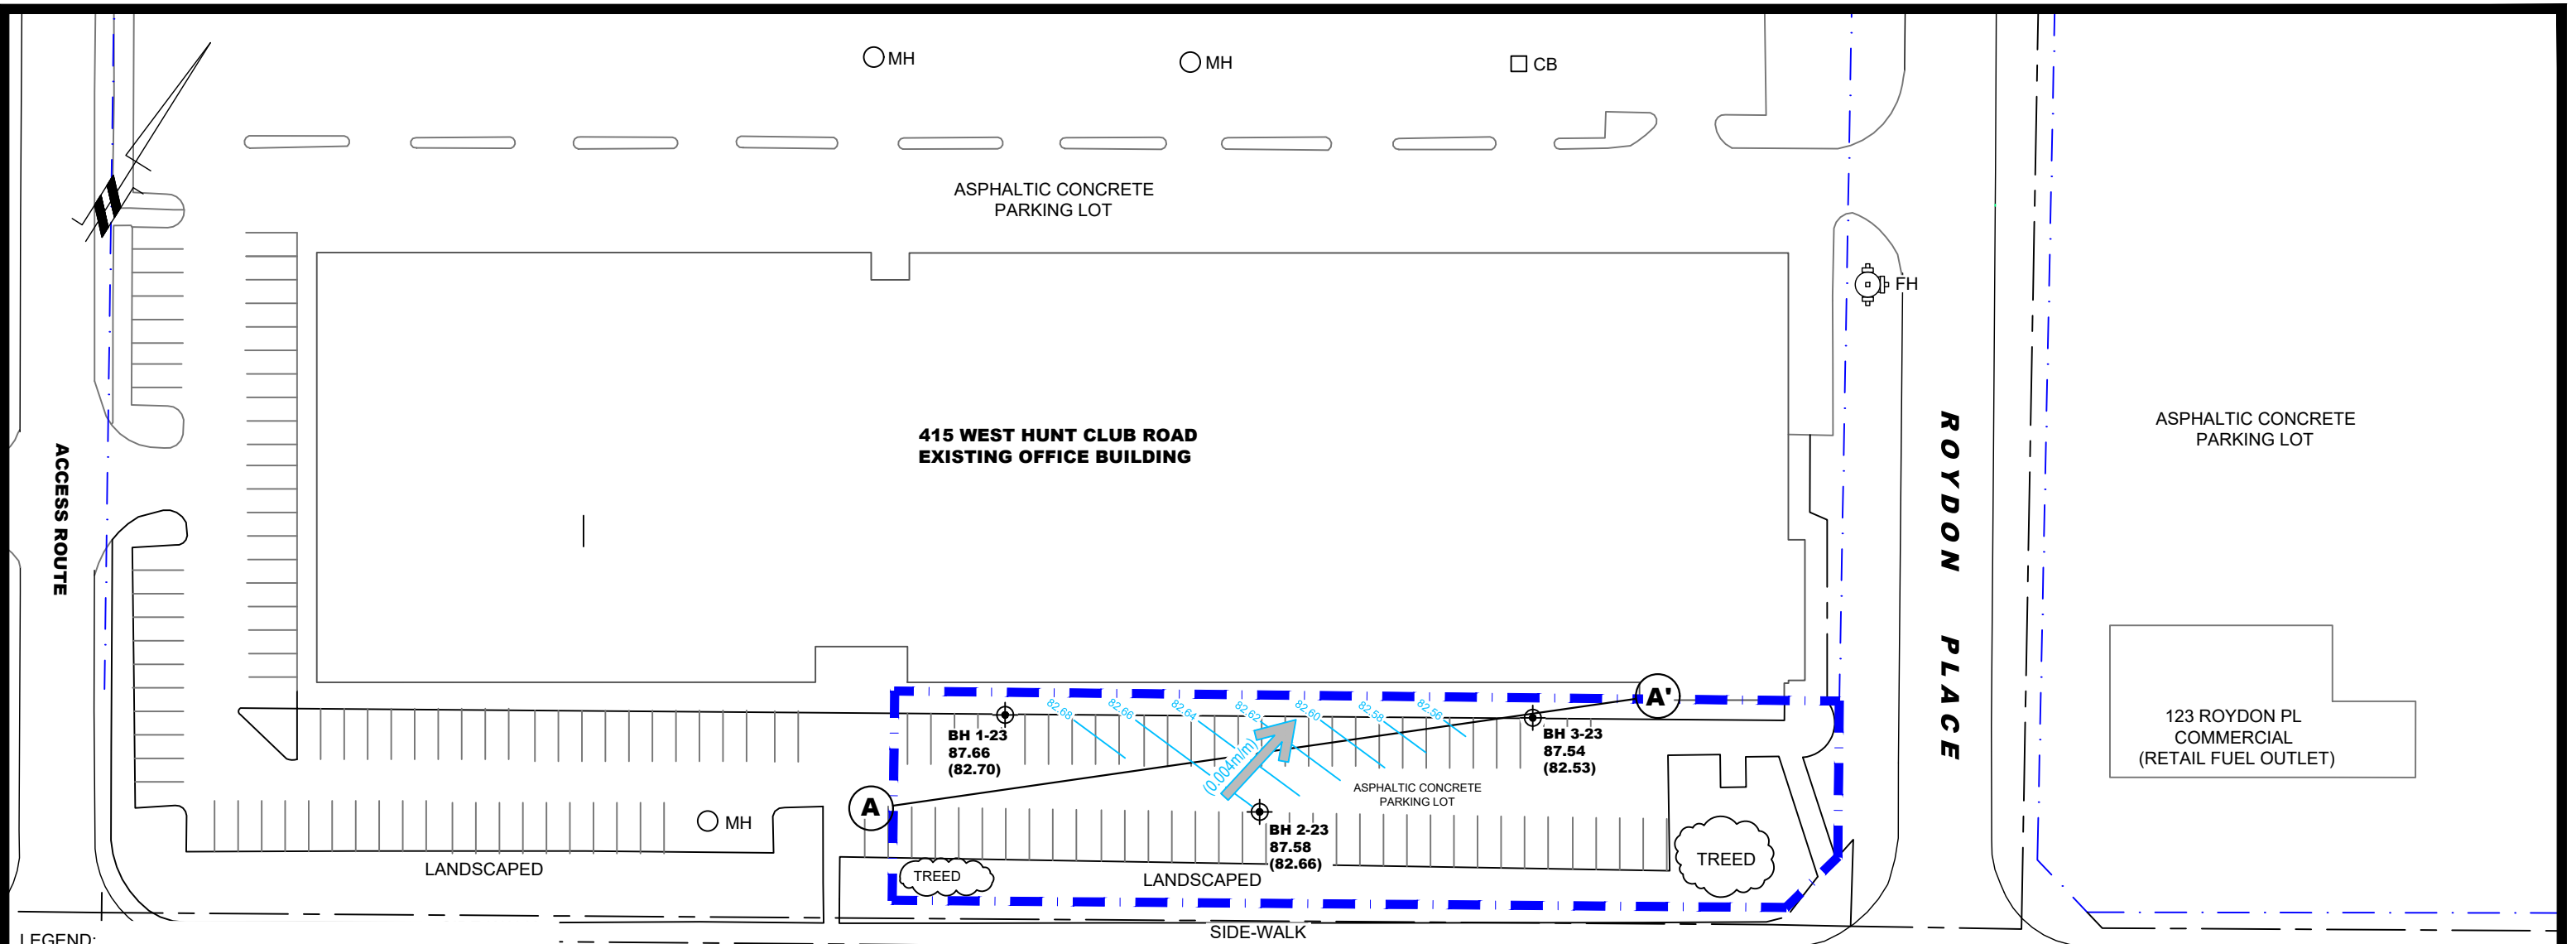 MH
MH
CB
ASPHALTIC CONCRETE
PARKING LOT
FH
415 WEST HUNT CLUB ROAD
EXISTING OFFICE BUILDING
ACCESS ROUTE
ROYDON PLACE
ASPHALTIC CONCRETE
PARKING LOT
A'
82.68
82.66
82.64
82.62
82.60
82.58
82.56
BH 1-23
87.66
(82.70)
BH 3-23
87.54
(82.53)
(0.004m/m)
123 ROYDON PL
COMMERCIAL
(RETAIL FUEL OUTLET)
A
ASPHALTIC CONCRETE
PARKING LOT
MH
BH 2-23
87.58
(82.66)
LANDSCAPED
TREED
LANDSCAPED
TREED
SIDE-WALK
LEGEND: